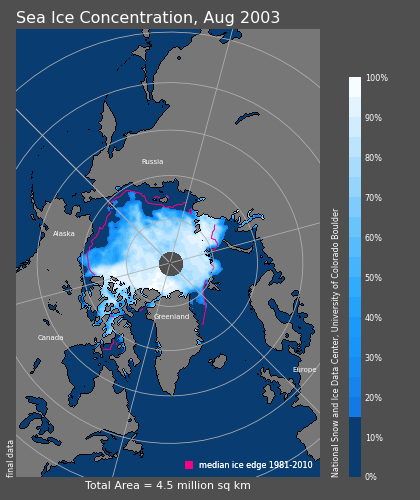 Sea Ice Concentration, Aug 2003
100%
90%
80%
70%
60%
50%
40%
30%
20%
10%
0%
Russia
Alaska
Canada
Greenland
Europe
median ice edge 1981-2010
Total Area = 4.5 million sq km
final data
National Snow and Ice Data Center, University of Colorado Boulder